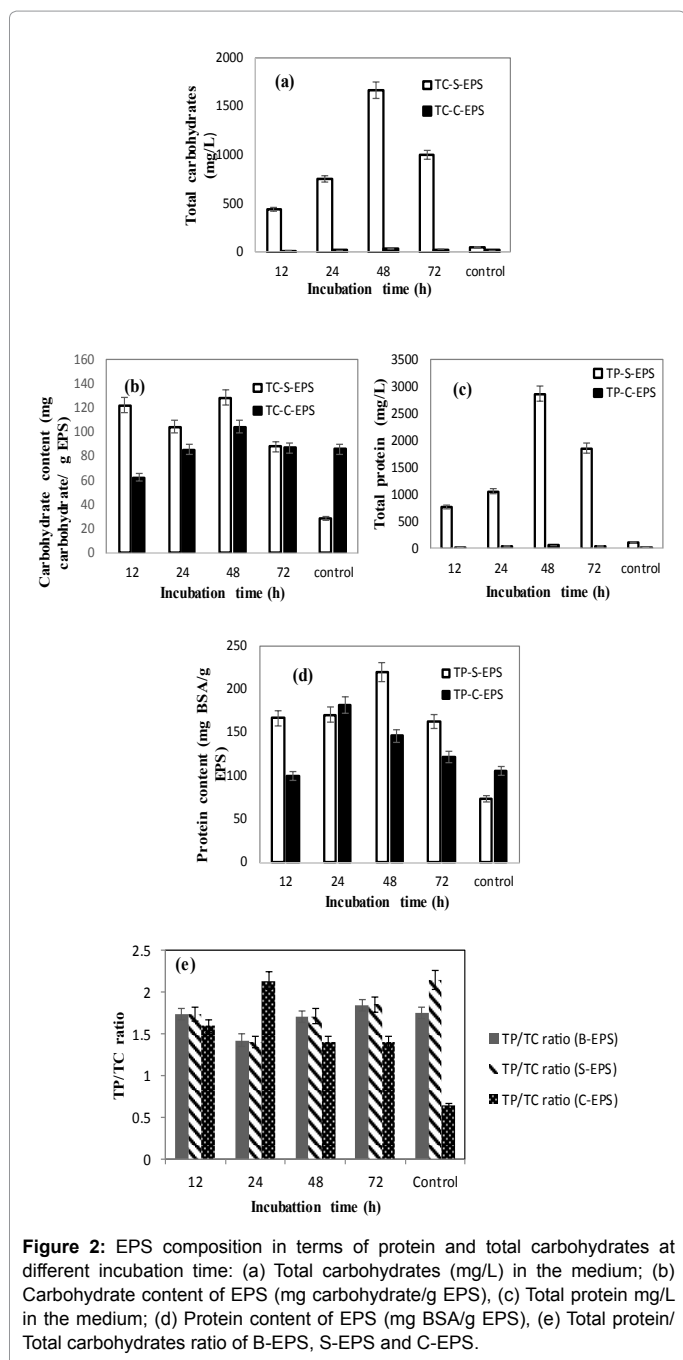 2000
1500
1000
500
0
Total carbohydrates
(mg/L)
(a)
TC-S-EPS
TC-C-EPS
12 24 48 72 control
Incubation time (h)
160
140
120
100
80
60
40
20
0
Carbohydrate content (mg
carbohydrate/ g EPS)
(b)
TC-S-EPS
TC-C-EPS
12 24 48 72 control
Incubation time (h)
3500
3000
2500
2000
1500
1000
500
0
Total protein (mg/L)
(c)
TP-S-EPS
TP-C-EPS
12 24 48 72 control
Incubation time (h)
250
200
150
100
50
0
Protein content (mg BSA/g
EPS)
(d)
TP-S-EPS
TP-C-EPS
12 24 48 72 control
Incubation time (h)
2.5
2
1.5
1
0.5
0
TP/TC ratio
(e)
TP/TC ratio (B-EPS)
TP/TC ratio (S-EPS)
TP/TC ratio (C-EPS)
12 24 48 72 Control
Incubattion time (h)
Figure 2: EPS composition in terms of protein and total carbohydrates at
different incubation time: (a) Total carbohydrates (mg/L) in the medium; (b)
Carbohydrate content of EPS (mg carbohydrate/g EPS), (c) Total protein mg/L
in the medium; (d) Protein content of EPS (mg BSA/g EPS), (e) Total protein/
Total carbohydrates ratio of B-EPS, S-EPS and C-EPS.